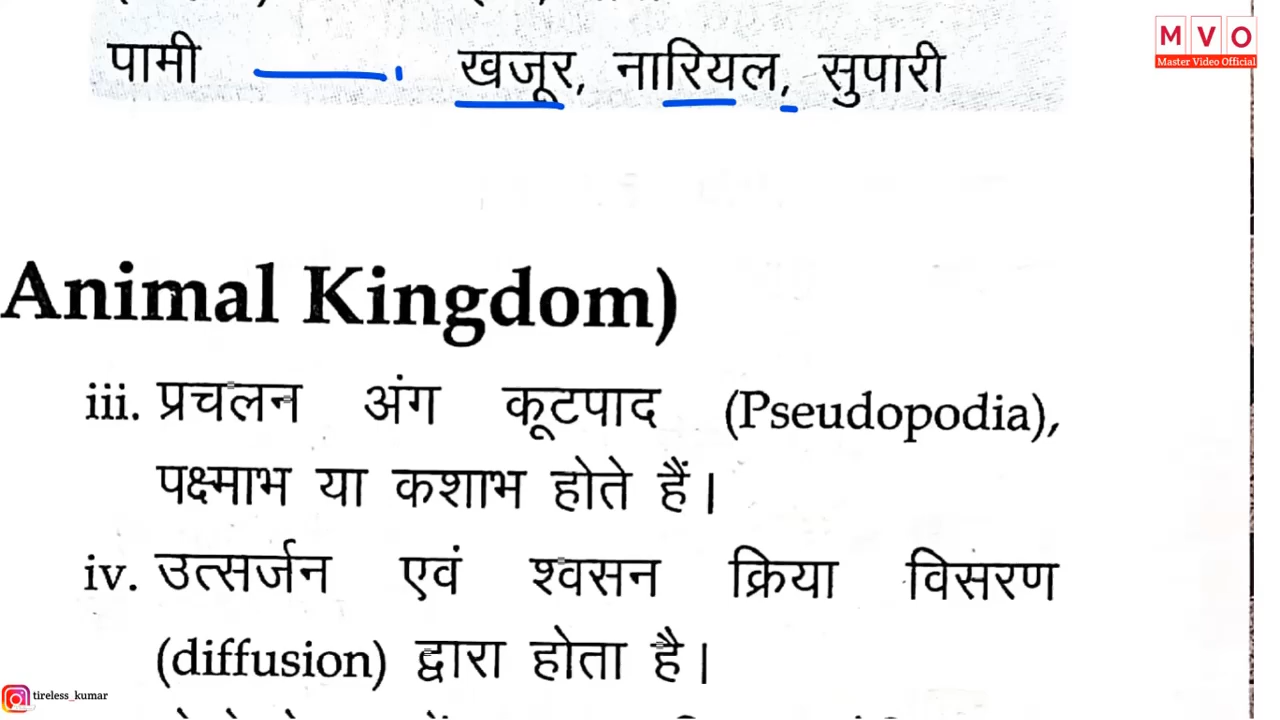 पामी खजूर, नारियल, सुपारी
M V O
Master Video Official
Animal Kingdom)
iii. प्रचलन अंग कूटपाद (Pseudopodia),
पक्ष्माभ या कशाभ होते हैं।
iv. उत्सर्जन एवं श्वसन क्रिया विसरण
(diffusion) द्वारा होता है।
tireless_kumar